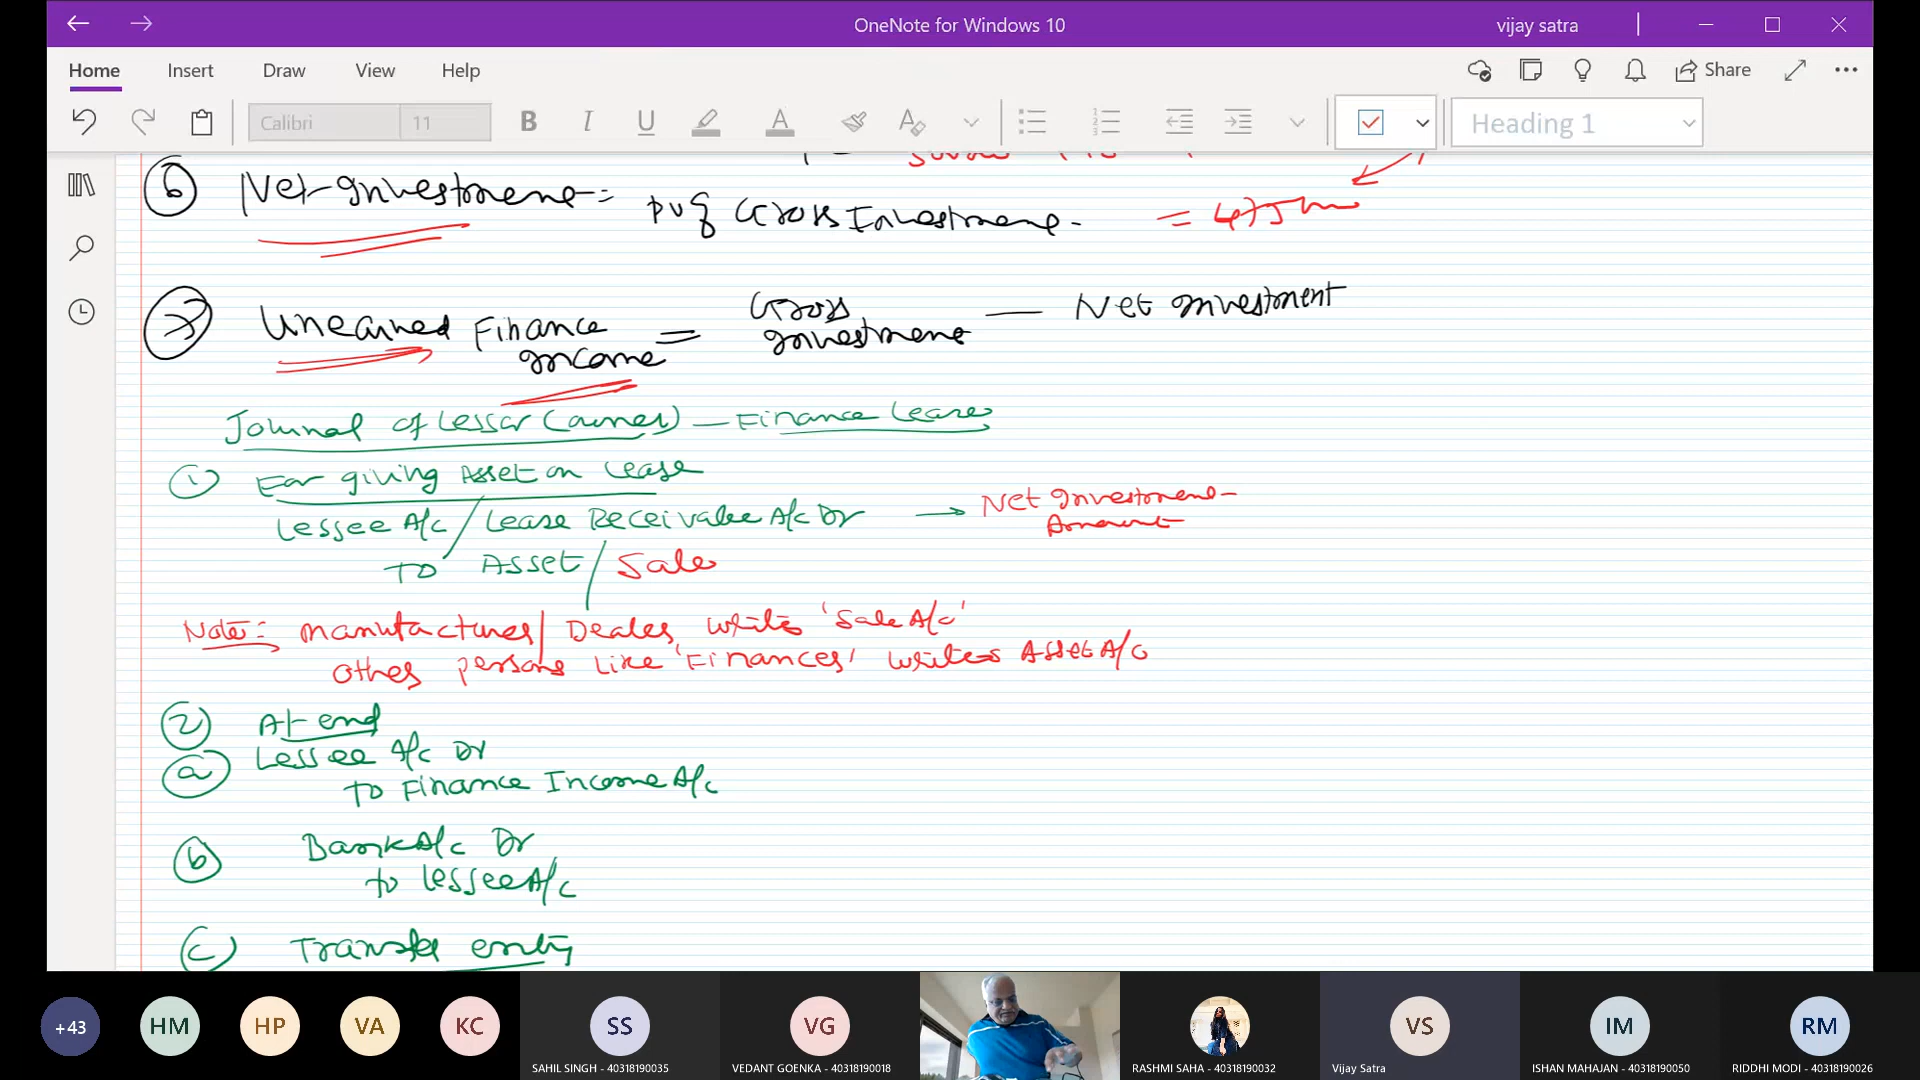 OneNote for Windows 10
vijay satra
Home Insert Draw View Help
Share
Calibri 11 B I U A
Heading 1
6 Net Investment = PV of Gross Investment = 475
7 Unearned Finance Income = Gross Investment — Net Investment
Journal of Lessor (owner) — Finance Lease
1 For giving Asset on Lease
Lessee A/c / Lease Receivable A/c Dr → Net Investment Amount
To Asset / Sale
Note: Manufacturer / Dealer writes 'Sale A/c'
Other persons like 'Finances' writes Asset A/c
2 At end
a Lessee A/c Dr
to Finance Income A/c
b Bank A/c Dr
to Lessee A/c
c Transfer entry
+43 HM HP VA KC SS VG VS IM RM
SAHIL SINGH - 40318190035 VEDANT GOENKA - 40318190018 RASHMI SAHA - 40318190032 Vijay Satra ISHAN MAHAJAN - 40318190050 RIDDHI MODI - 40318190026